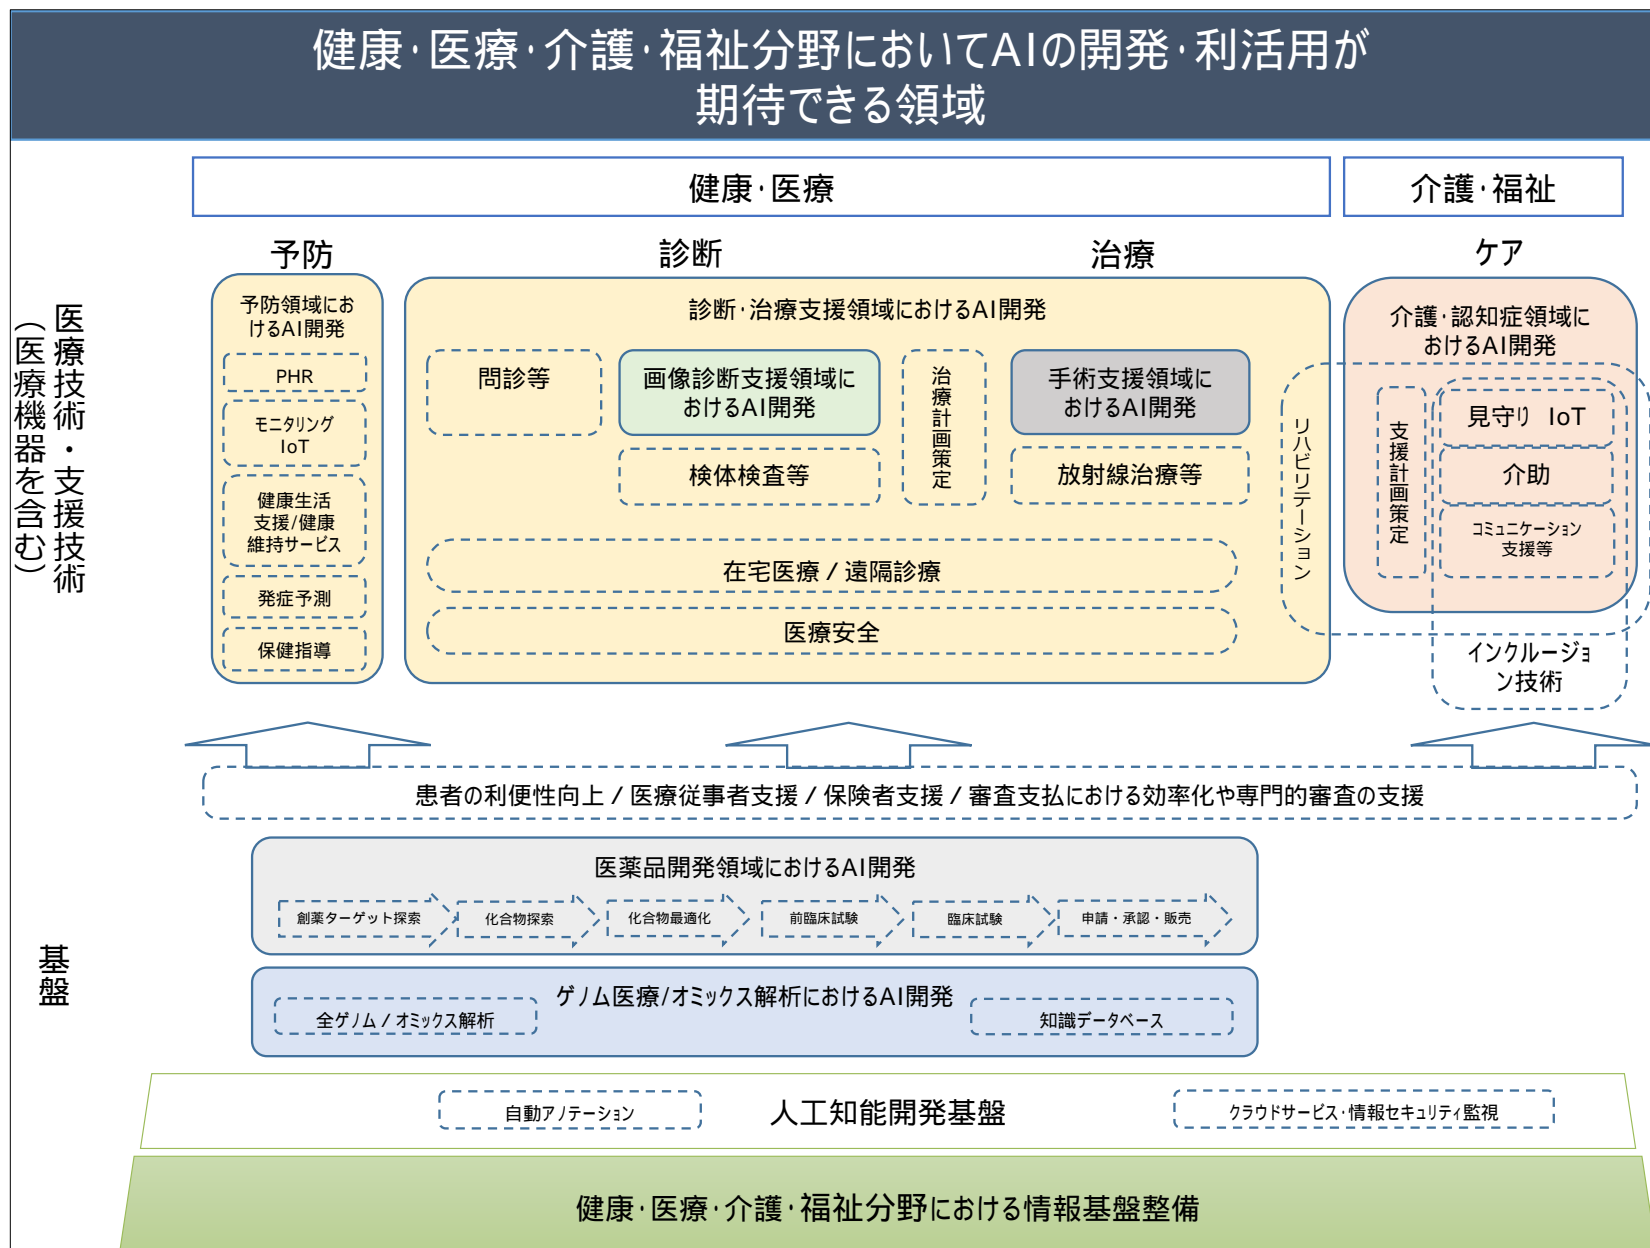 健康・医療・介護・福祉分野においてAIの開発・利活用が
期待できる領域
健康・医療
介護・福祉
予防
診断
治療
ケア
医療技術・支援技術
（医療機器を含む）
予防領域にお
けるAI開発
PHR
モニタリング
IoT
健康生活
支援/健康
維持サービス
発症予測
保健指導
診断・治療支援領域におけるAI開発
問診等
画像診断支援領域に
おけるAI開発
検体検査等
治療計画策定
手術支援領域に
おけるAI開発
放射線治療等
在宅医療 / 遠隔診療
医療安全
リハビリテーション
介護・認知症領域に
おけるAI開発
支援計画策定
見守り IoT
介助
コミュニケーション
支援等
インクルージョ
ン技術
患者の利便性向上 / 医療従事者支援 / 保険者支援 / 審査支払における効率化や専門的審査の支援
基盤
医薬品開発領域におけるAI開発
創薬ターゲット探索
化合物探索
化合物最適化
前臨床試験
臨床試験
申請・承認・販売
ゲノム医療/オミックス解析におけるAI開発
全ゲノム / オミックス解析
知識データベース
自動アノテーション
人工知能開発基盤
クラウドサービス・情報セキュリティ監視
健康・医療・介護・福祉分野における情報基盤整備